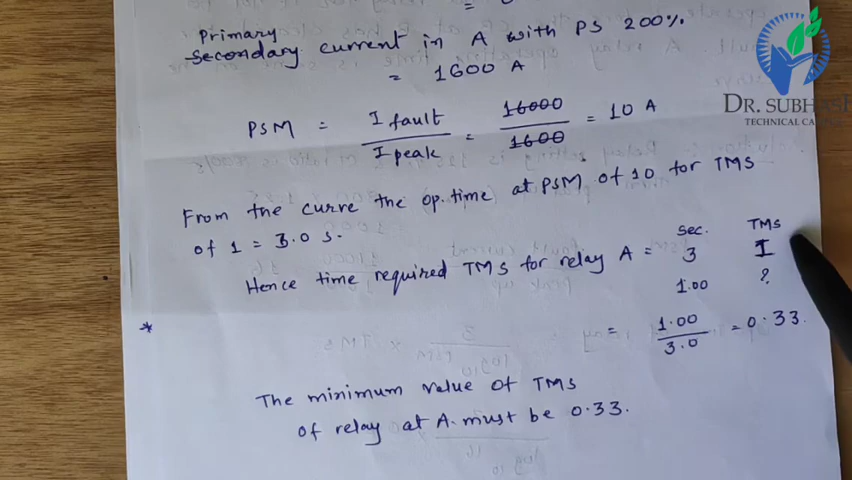 Primary
Secondary current in A with PS 200%.
= 1600 A
PSM = I fault / I peak = 16000 / 1600 = 10 A
From the curve the op. time at PSM of 10 for TMS
of 1 = 3.0 s.
Sec. TMS
Hence time required TMS for relay A = 3 1
1.00 ?
= 1.00 / 3.0 = 0.33.
*
The minimum value of TMS
of relay at A must be 0.33.
DR. SUBHASH
TECHNICAL CA